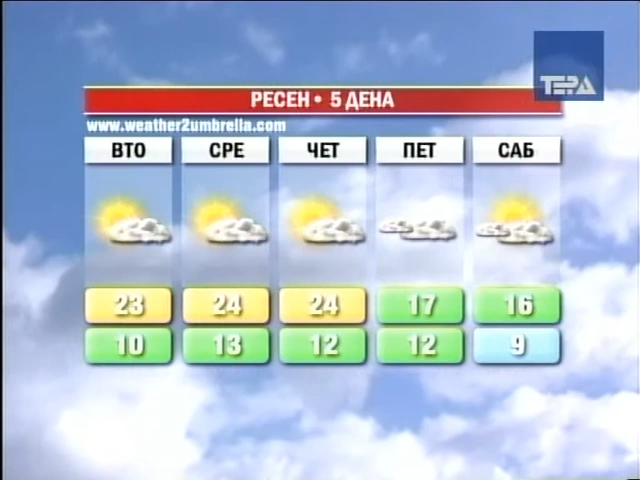 ТЕРА
РЕСЕН • 5 ДЕНА
www.weather2umbrella.com
ВТО СРЕ ЧЕТ ПЕТ САБ
23 24 24 17 16
10 13 12 12 9